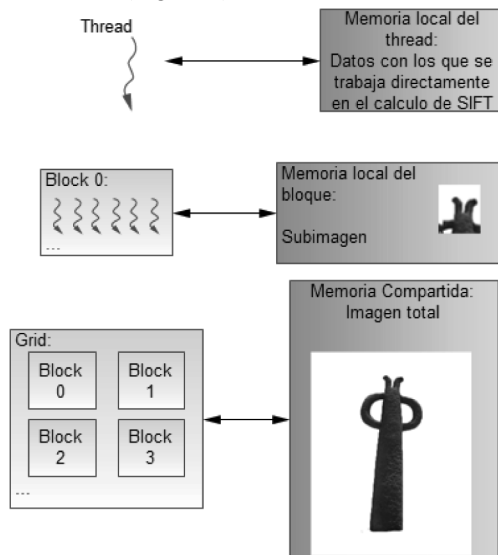 Thread
Memoria local del
thread:
Datos con los que se
trabaja directamente
en el calculo de SIFT
Block 0:
...
Memoria local del
bloque:
Subimagen
Memoria Compartida:
Imagen total
Grid:
Block
0
Block
1
Block
2
Block
3
...